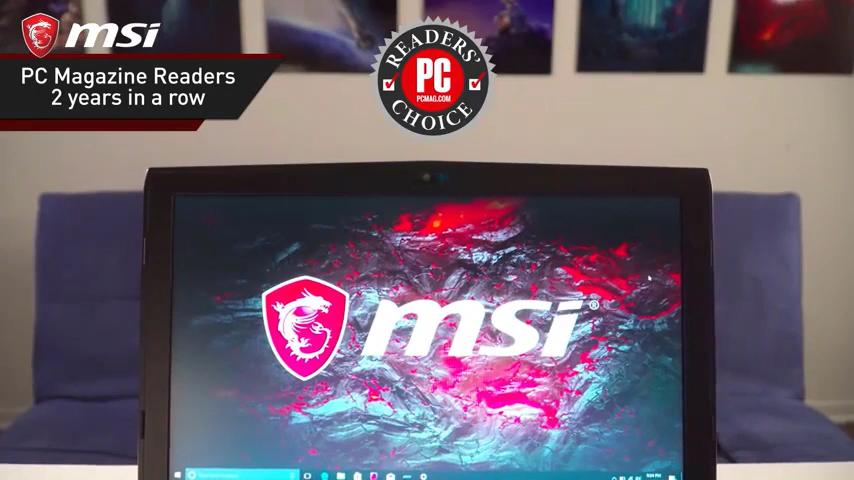 msi
PC Magazine Readers
2 years in a row
READERS'
PC
PCMAG.COM
CHOICE
msi®